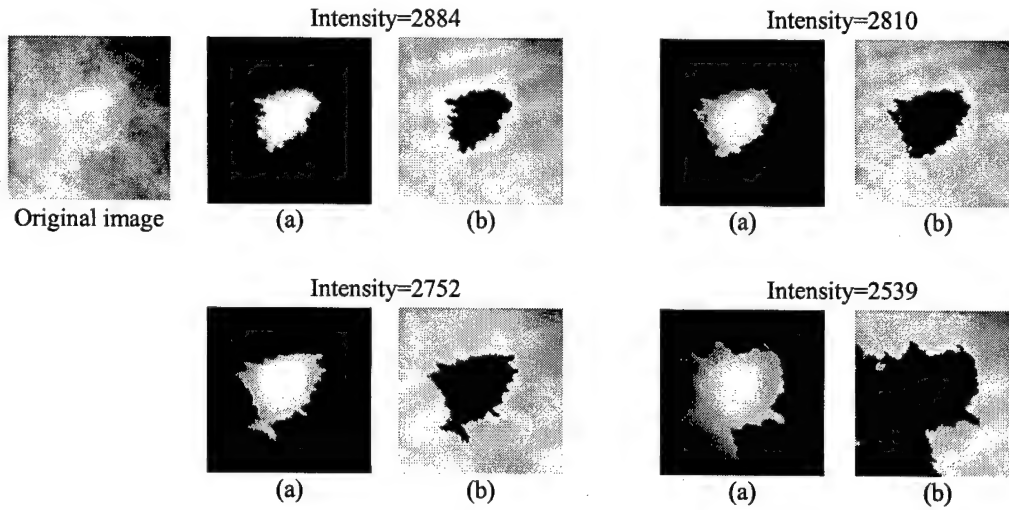 Intensity=2884
Intensity=2810
Original image
(a)
(b)
(a)
(b)
Intensity=2752
Intensity=2539
(a)
(b)
(a)
(b)